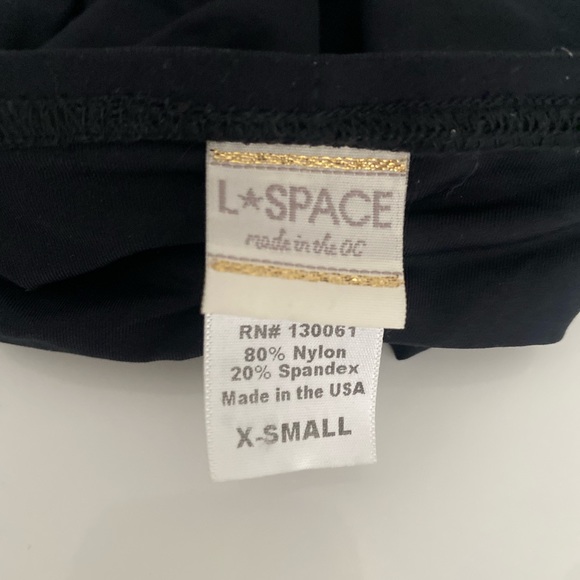 L★SPACE
made in the OC
RN# 130061
80% Nylon
20% Spandex
Made in the USA
X-SMALL